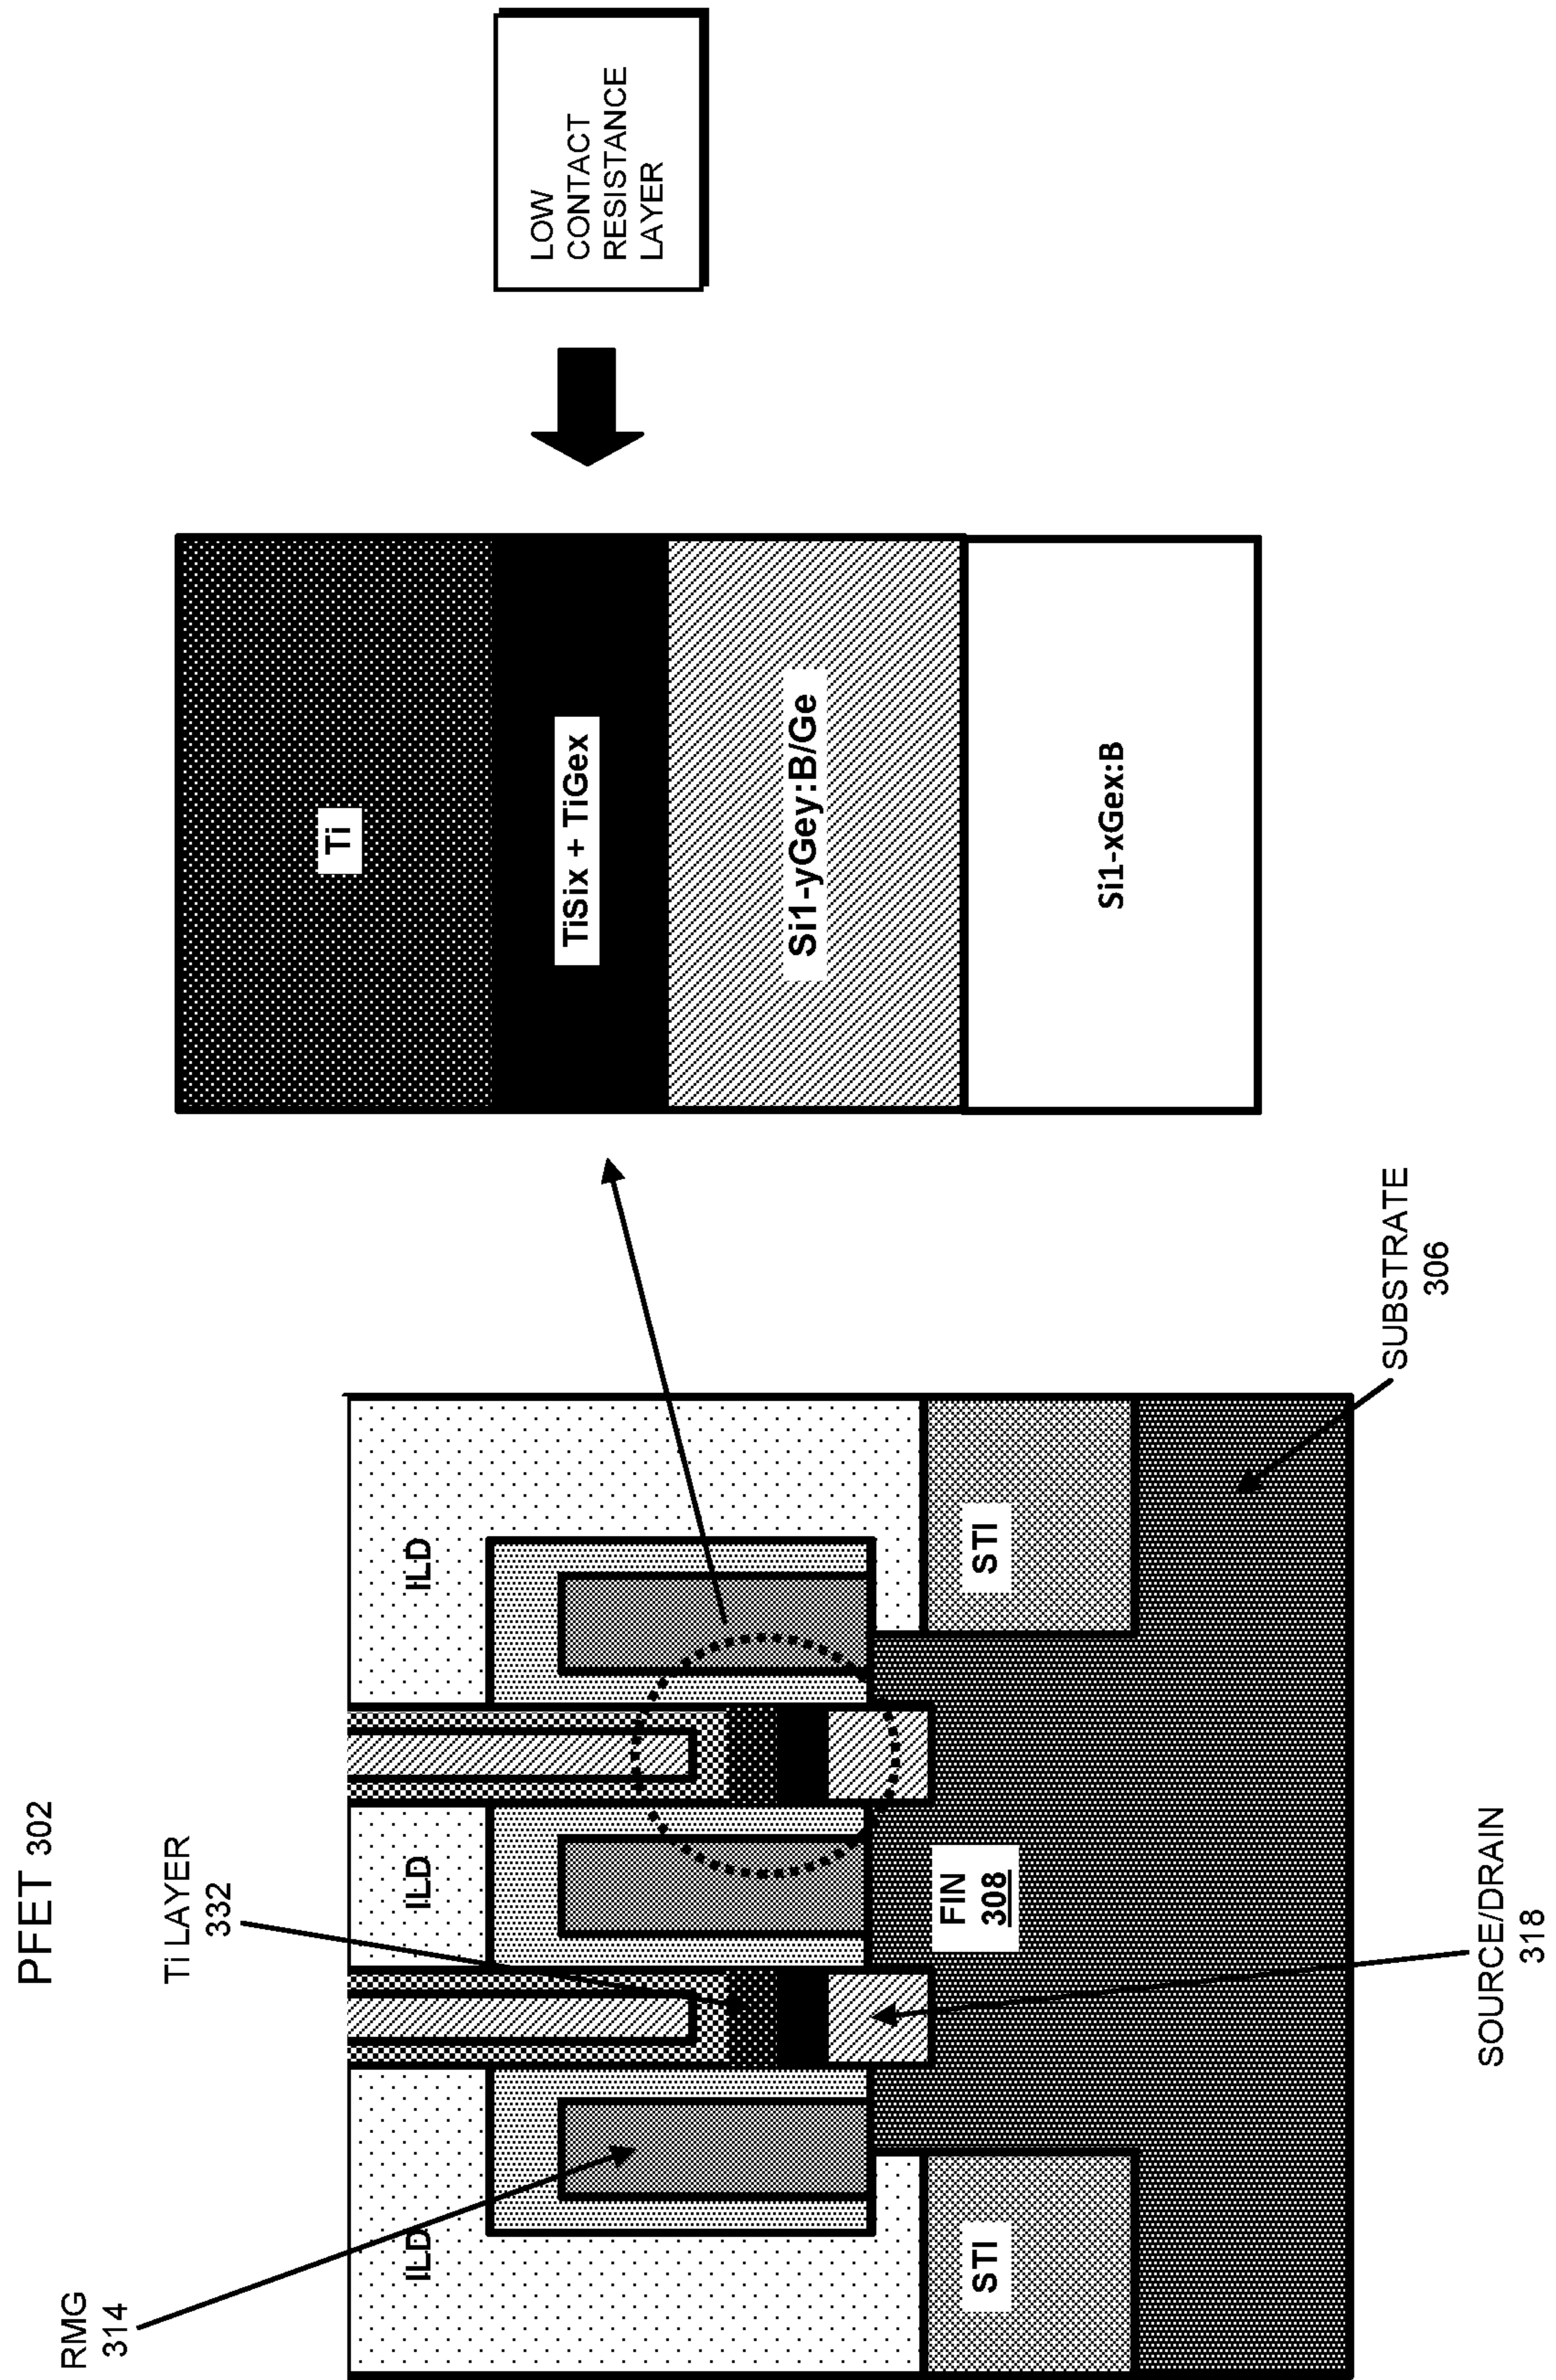 PFET 302
RMG
314
Ti LAYER
332
ILD
ILD
ILD
STI
FIN
308
STI
SOURCE/DRAIN
318
SUBSTRATE
306
Ti
TiSix + TiGex
Si1-yGey:B/Ge
Si1-xGex:B
LOW
CONTACT
RESISTANCE
LAYER